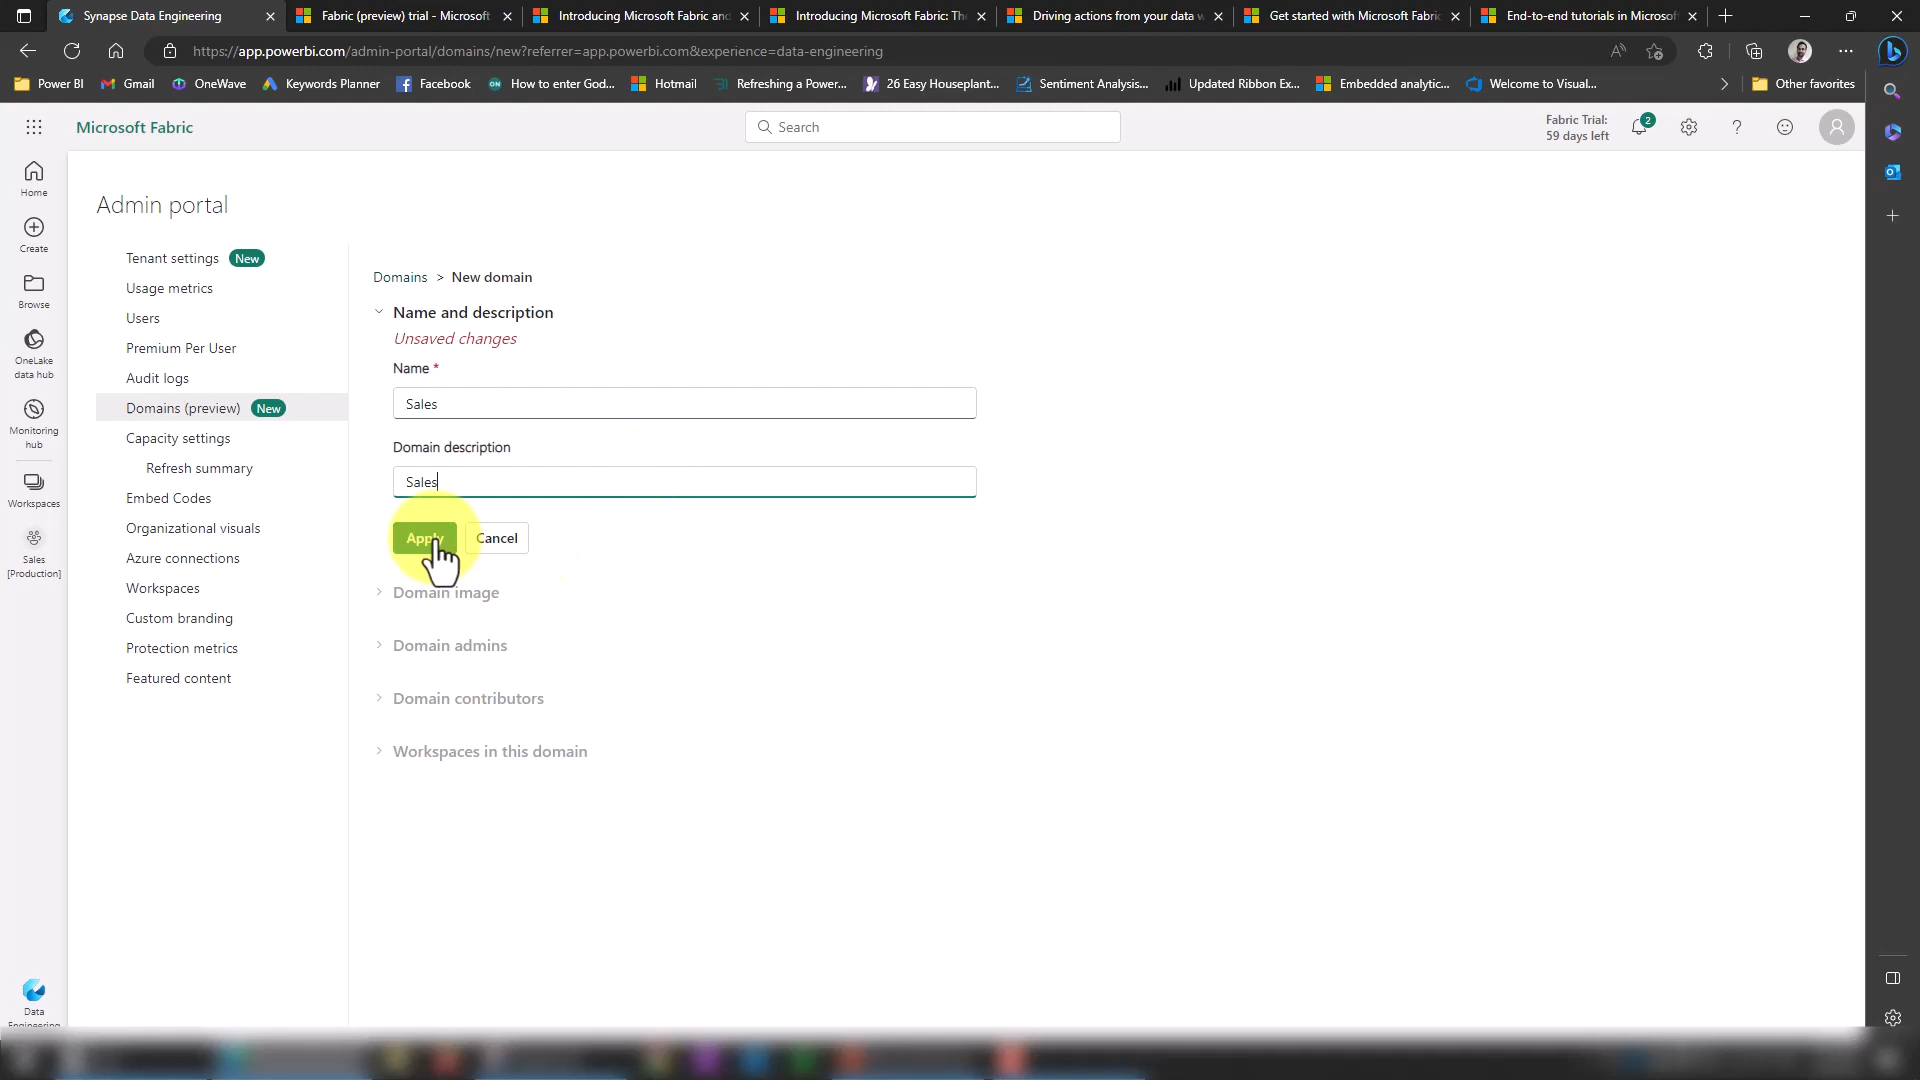 Synapse Data Engineering
Fabric (preview) trial - Microsoft
Introducing Microsoft Fabric and
Introducing Microsoft Fabric: Th
Driving actions from your data w
Get started with Microsoft Fabric
End-to-end tutorials in Microsof
https://app.powerbi.com/admin-portal/domains/new?referrer=app.powerbi.com&experience=data-engineering
Power BI
Gmail
OneWave
Keywords Planner
Facebook
How to enter God...
Hotmail
Refreshing a Power...
26 Easy Houseplant...
Sentiment Analysis...
Updated Ribbon Ex...
Embedded analytic...
Welcome to Visual...
Other favorites
Microsoft Fabric
Search
Fabric Trial:
59 days left
2
Home
Create
Browse
OneLake
data hub
Monitoring
hub
Workspaces
Sales
[Production]
Data
Engineering
Admin portal
Tenant settings New
Usage metrics
Users
Premium Per User
Audit logs
Domains (preview) New
Capacity settings
Refresh summary
Embed Codes
Organizational visuals
Azure connections
Workspaces
Custom branding
Protection metrics
Featured content
Domains > New domain
Name and description
Unsaved changes
Name *
Sales
Domain description
Sales
Apply
Cancel
Domain image
Domain admins
Domain contributors
Workspaces in this domain